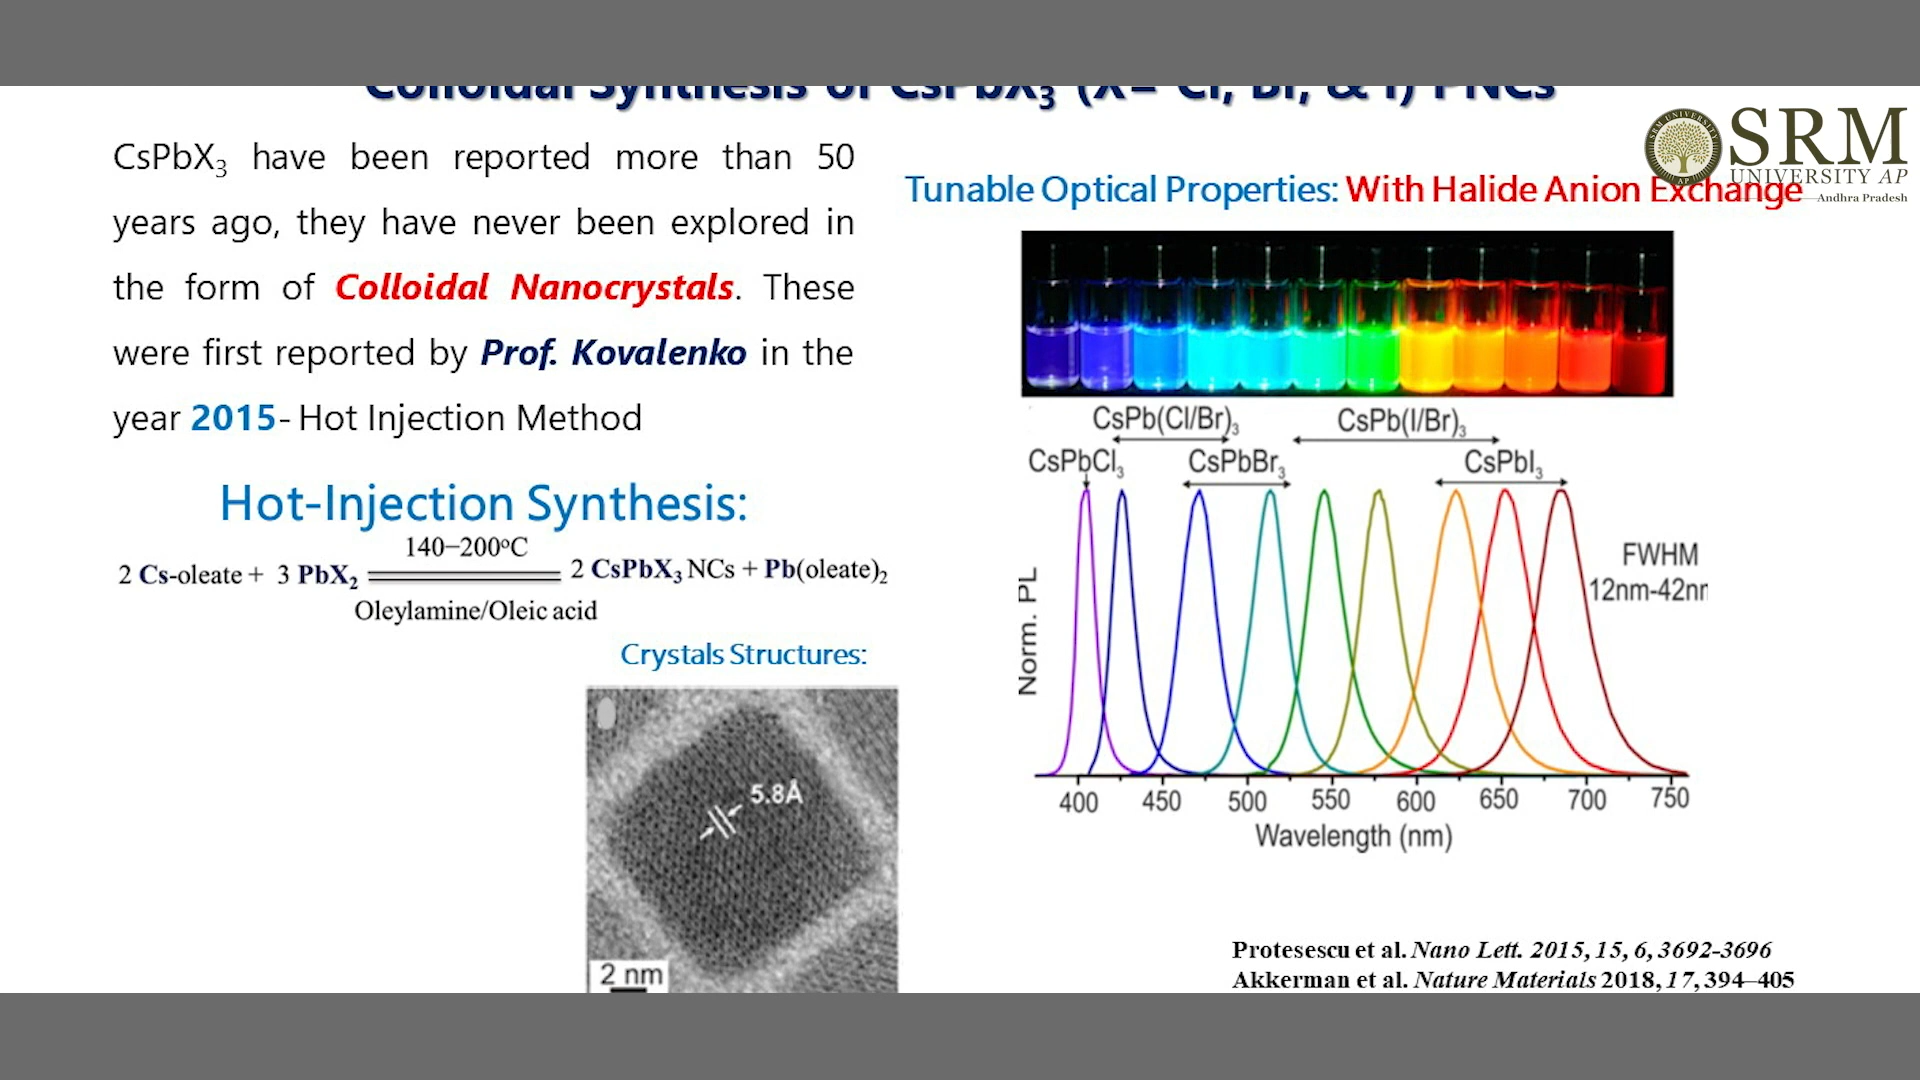 Colloidal Synthesis of CsPbX3 (X= Cl, Br, & I) PNCs
SRM
UNIVERSITY AP
Andhra Pradesh
CsPbX3 have been reported more than 50
years ago, they have never been explored in
the form of Colloidal Nanocrystals. These
were first reported by Prof. Kovalenko in the
year 2015- Hot Injection Method
Hot-Injection Synthesis:
140−200°C
2 Cs-oleate + 3 PbX2 2 CsPbX3 NCs + Pb(oleate)2
Oleylamine/Oleic acid
Crystals Structures:
5.8Å
2 nm
Tunable Optical Properties: With Halide Anion Exchange
CsPb(Cl/Br)3 CsPb(I/Br)3
CsPbCl3 CsPbBr3 CsPbI3
FWHM
12nm-42nm
Norm. PL
400 450 500 550 600 650 700 750
Wavelength (nm)
Protesescu et al. Nano Lett. 2015, 15, 6, 3692-3696
Akkerman et al. Nature Materials 2018, 17, 394–405